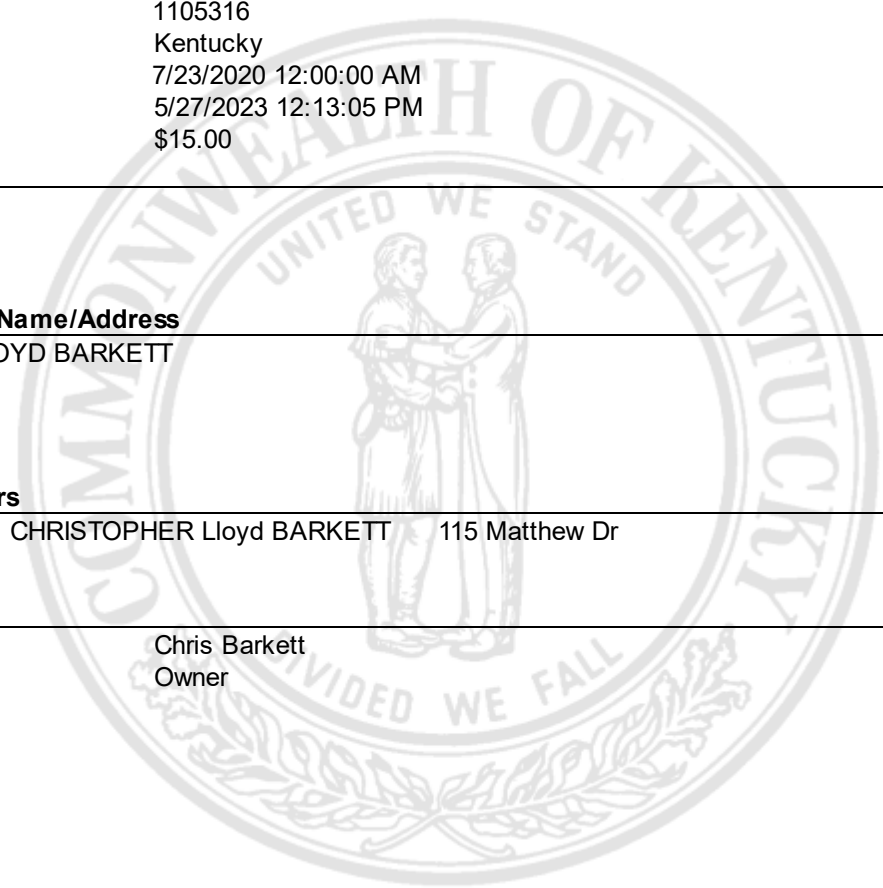 1105316
Kentucky
7/23/2020 12:00:00 AM
5/27/2023 12:13:05 PM
$15.00
COMMONWEALTH OF KENTUCKY
UNITED WE STAND
Name/Address
OYD BARKETT
rs
CHRISTOPHER Lloyd BARKETT 115 Matthew Dr
Chris Barkett
Owner
DIVIDED WE FALL